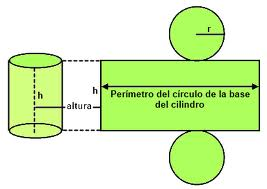 r
h
h
altura
Perímetro del círculo de la base
del cilindro